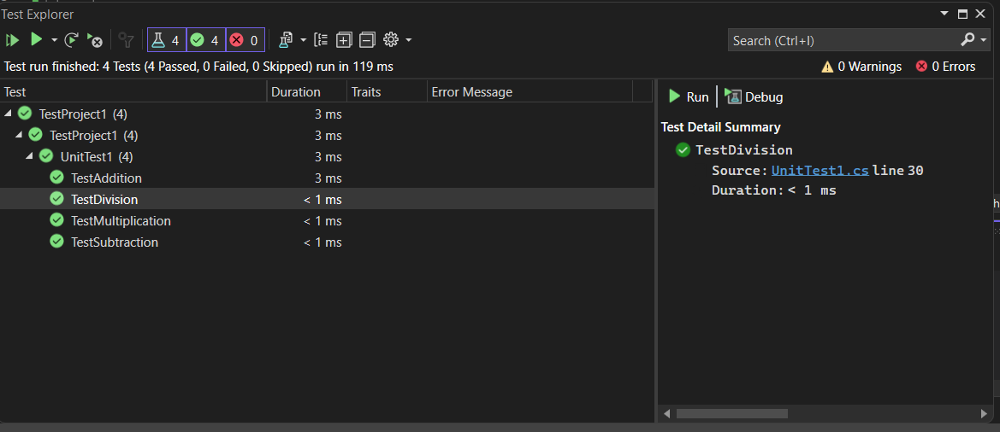 Test Explorer
4 4 0
Search (Ctrl+I)
Test run finished: 4 Tests (4 Passed, 0 Failed, 0 Skipped) run in 119 ms
0 Warnings 0 Errors
Test Duration Traits Error Message
TestProject1 (4) 3 ms
TestProject1 (4) 3 ms
UnitTest1 (4) 3 ms
TestAddition 3 ms
TestDivision < 1 ms
TestMultiplication < 1 ms
TestSubtraction < 1 ms
Run Debug
Test Detail Summary
TestDivision
Source: UnitTest1.cs line 30
Duration: < 1 ms